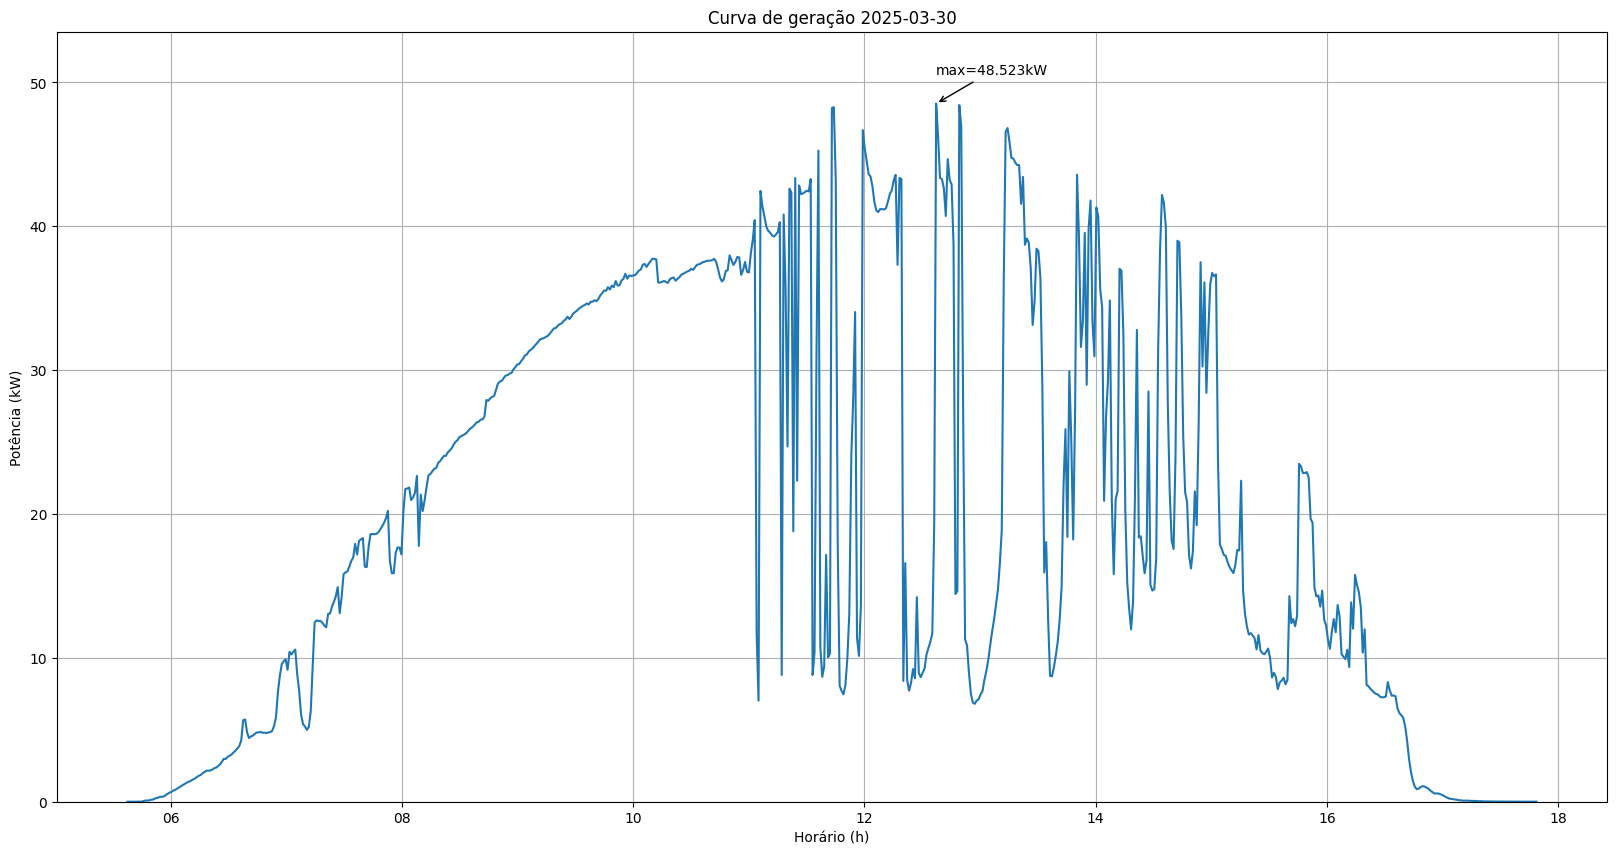 Curva de geração 2025-03-30
max=48.523kW
50
40
30
20
10
0
Potência (kW)
06 08 10 12 14 16 18
Horário (h)